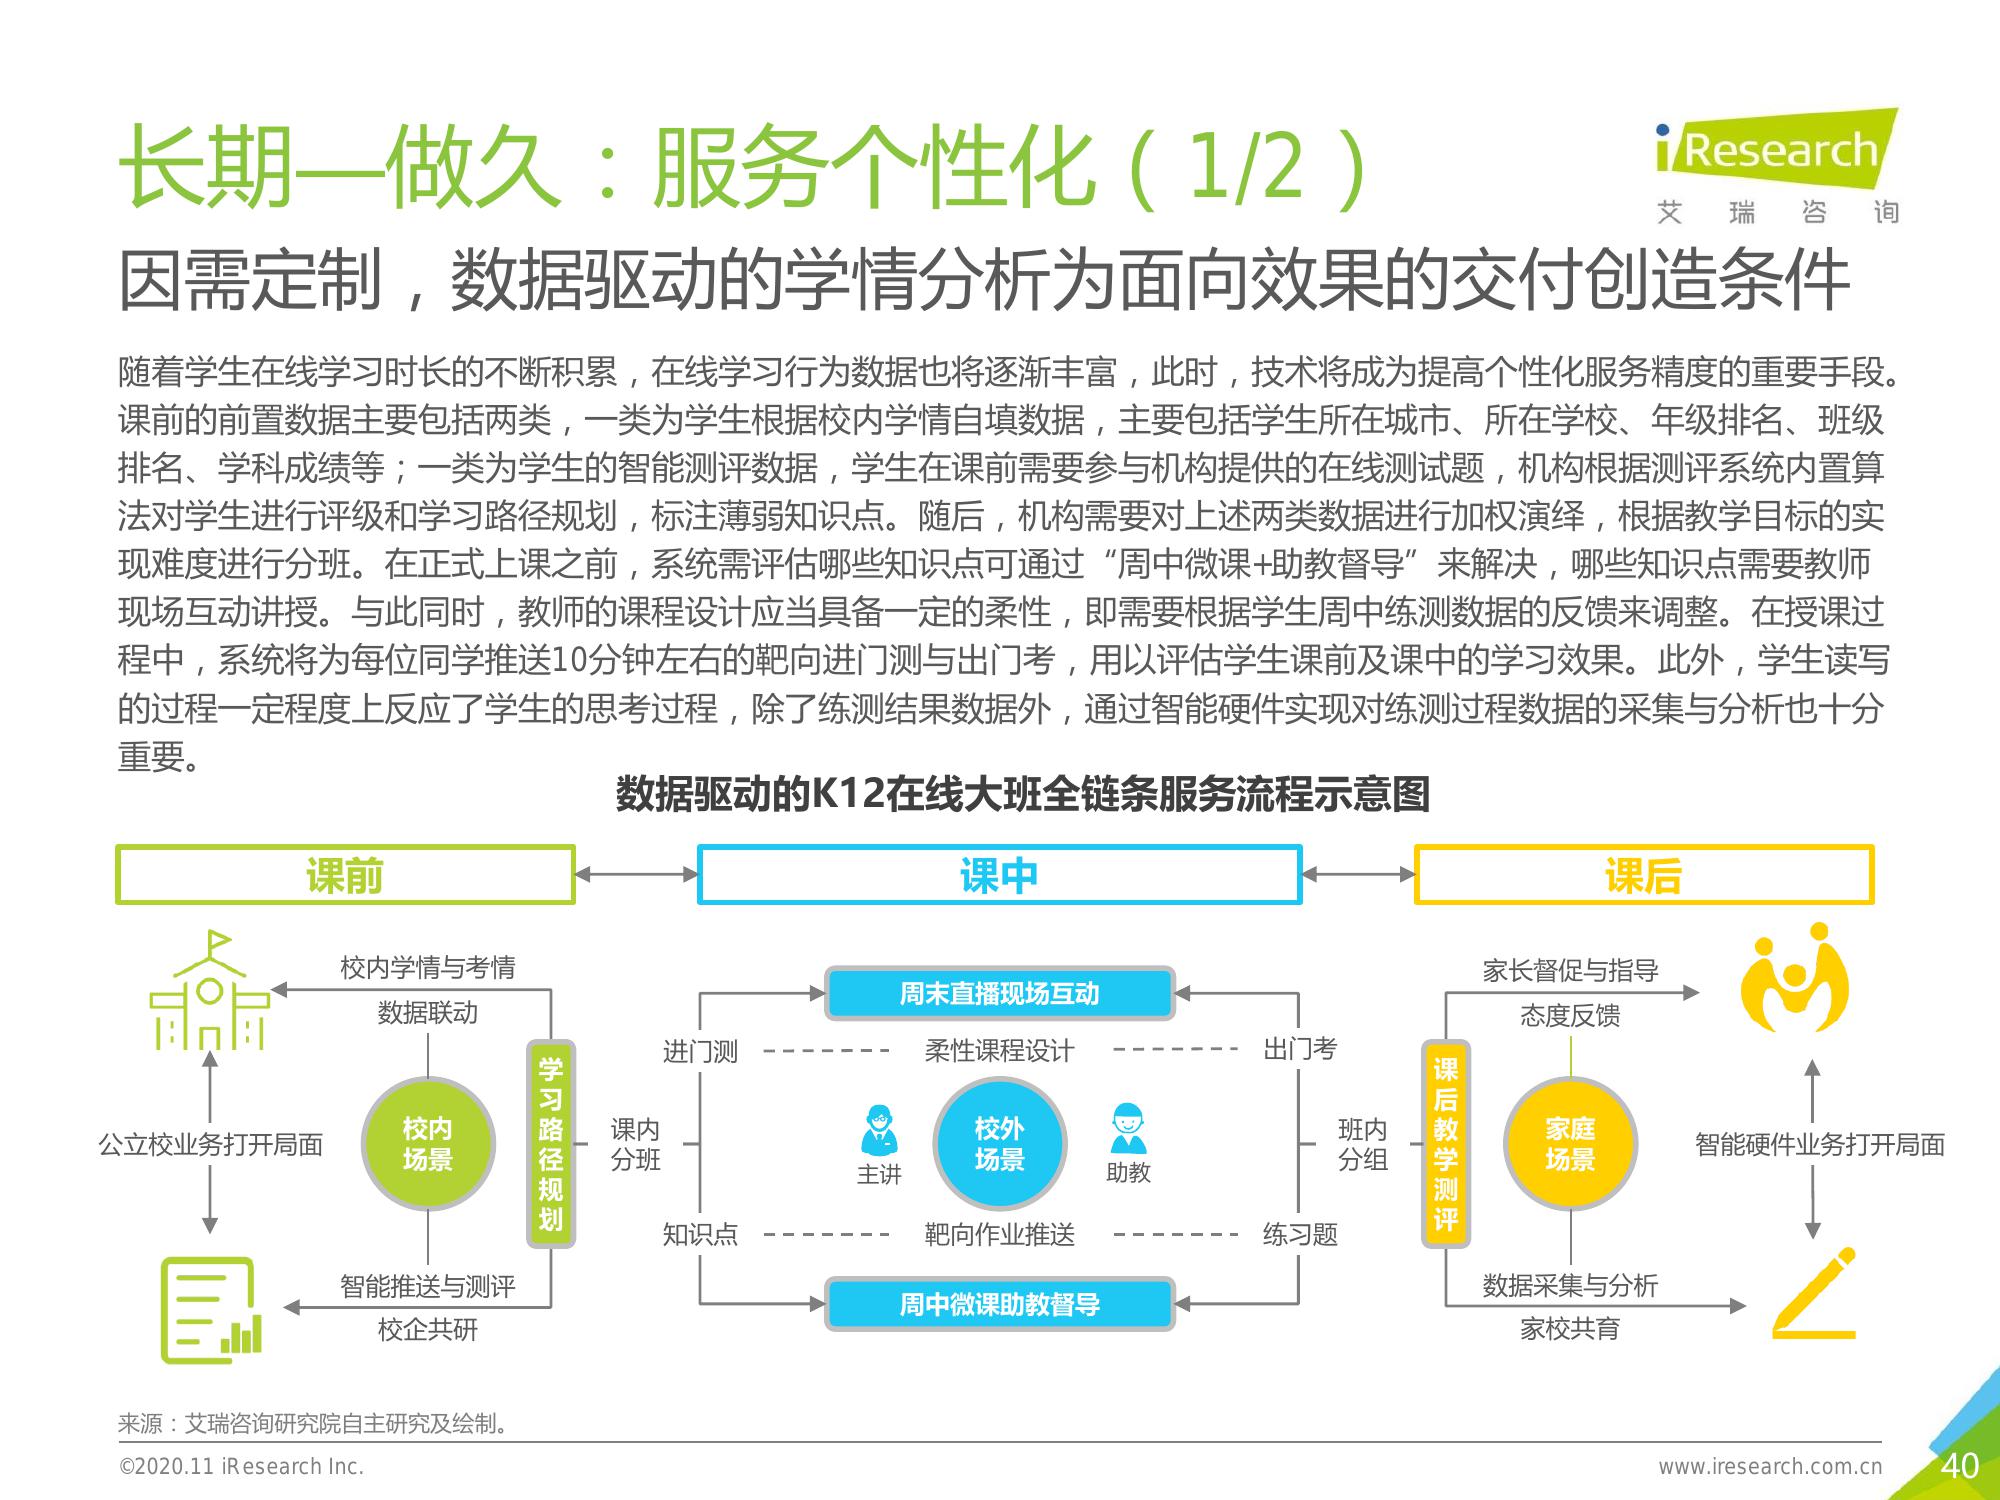 长期—做久：服务个性化（1/2）
iResearch
艾瑞咨询
因需定制，数据驱动的学情分析为面向效果的交付创造条件
随着学生在线学习时长的不断积累，在线学习行为数据也将逐渐丰富，此时，技术将成为提高个性化服务精度的重要手段。
课前的前置数据主要包括两类，一类为学生根据校内学情自填数据，主要包括学生所在城市、所在学校、年级排名、班级
排名、学科成绩等；一类为学生的智能测评数据，学生在课前需要参与机构提供的在线测试题，机构根据测评系统内置算
法对学生进行评级和学习路径规划，标注薄弱知识点。随后，机构需要对上述两类数据进行加权演绎，根据教学目标的实
现难度进行分班。在正式上课之前，系统需评估哪些知识点可通过“周中微课+助教督导”来解决，哪些知识点需要教师
现场互动讲授。与此同时，教师的课程设计应当具备一定的柔性，即需要根据学生周中练测数据的反馈来调整。在授课过
程中，系统将为每位同学推送10分钟左右的靶向进门测与出门考，用以评估学生课前及课中的学习效果。此外，学生读写
的过程一定程度上反应了学生的思考过程，除了练测结果数据外，通过智能硬件实现对练测过程数据的采集与分析也十分
重要。
数据驱动的K12在线大班全链条服务流程示意图
课前
课中
课后
校内学情与考情
数据联动
公立校业务打开局面
校内
场景
学习路径规划
智能推送与测评
校企共研
课内
分班
周末直播现场互动
进门测
柔性课程设计
出门考
主讲
校外
场景
助教
知识点
靶向作业推送
练习题
周中微课助教督导
班内
分组
课后教学测评
家长督促与指导
态度反馈
家庭
场景
智能硬件业务打开局面
数据采集与分析
家校共育
来源：艾瑞咨询研究院自主研究及绘制。
©2020.11 iResearch Inc.
www.iresearch.com.cn
40